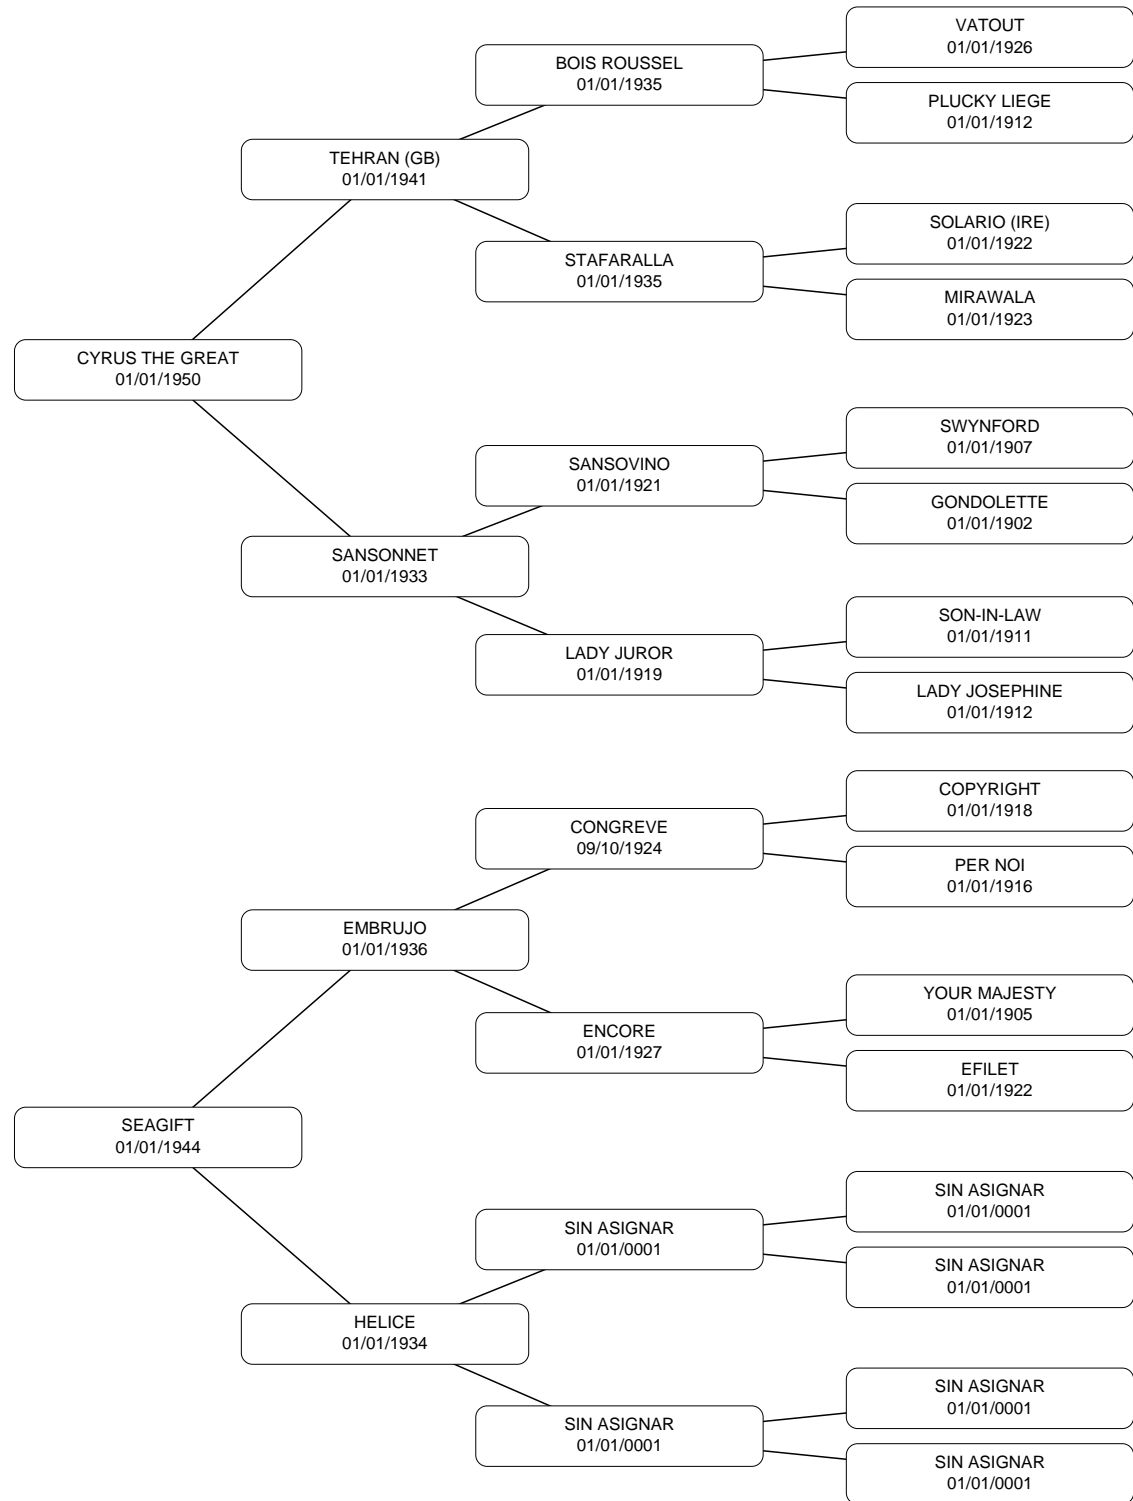 VATOUT
01/01/1926
BOIS ROUSSEL
01/01/1935
PLUCKY LIEGE
01/01/1912
TEHRAN (GB)
01/01/1941
SOLARIO (IRE)
01/01/1922
STAFARALLA
01/01/1935
MIRAWALA
01/01/1923
CYRUS THE GREAT
01/01/1950
SWYNFORD
01/01/1907
SANSOVINO
01/01/1921
GONDOLETTE
01/01/1902
SANSONNET
01/01/1933
SON-IN-LAW
01/01/1911
LADY JUROR
01/01/1919
LADY JOSEPHINE
01/01/1912
COPYRIGHT
01/01/1918
CONGREVE
09/10/1924
PER NOI
01/01/1916
EMBRUJO
01/01/1936
YOUR MAJESTY
01/01/1905
ENCORE
01/01/1927
EFILET
01/01/1922
SEAGIFT
01/01/1944
SIN ASIGNAR
01/01/0001
SIN ASIGNAR
01/01/0001
SIN ASIGNAR
01/01/0001
HELICE
01/01/1934
SIN ASIGNAR
01/01/0001
SIN ASIGNAR
01/01/0001
SIN ASIGNAR
01/01/0001